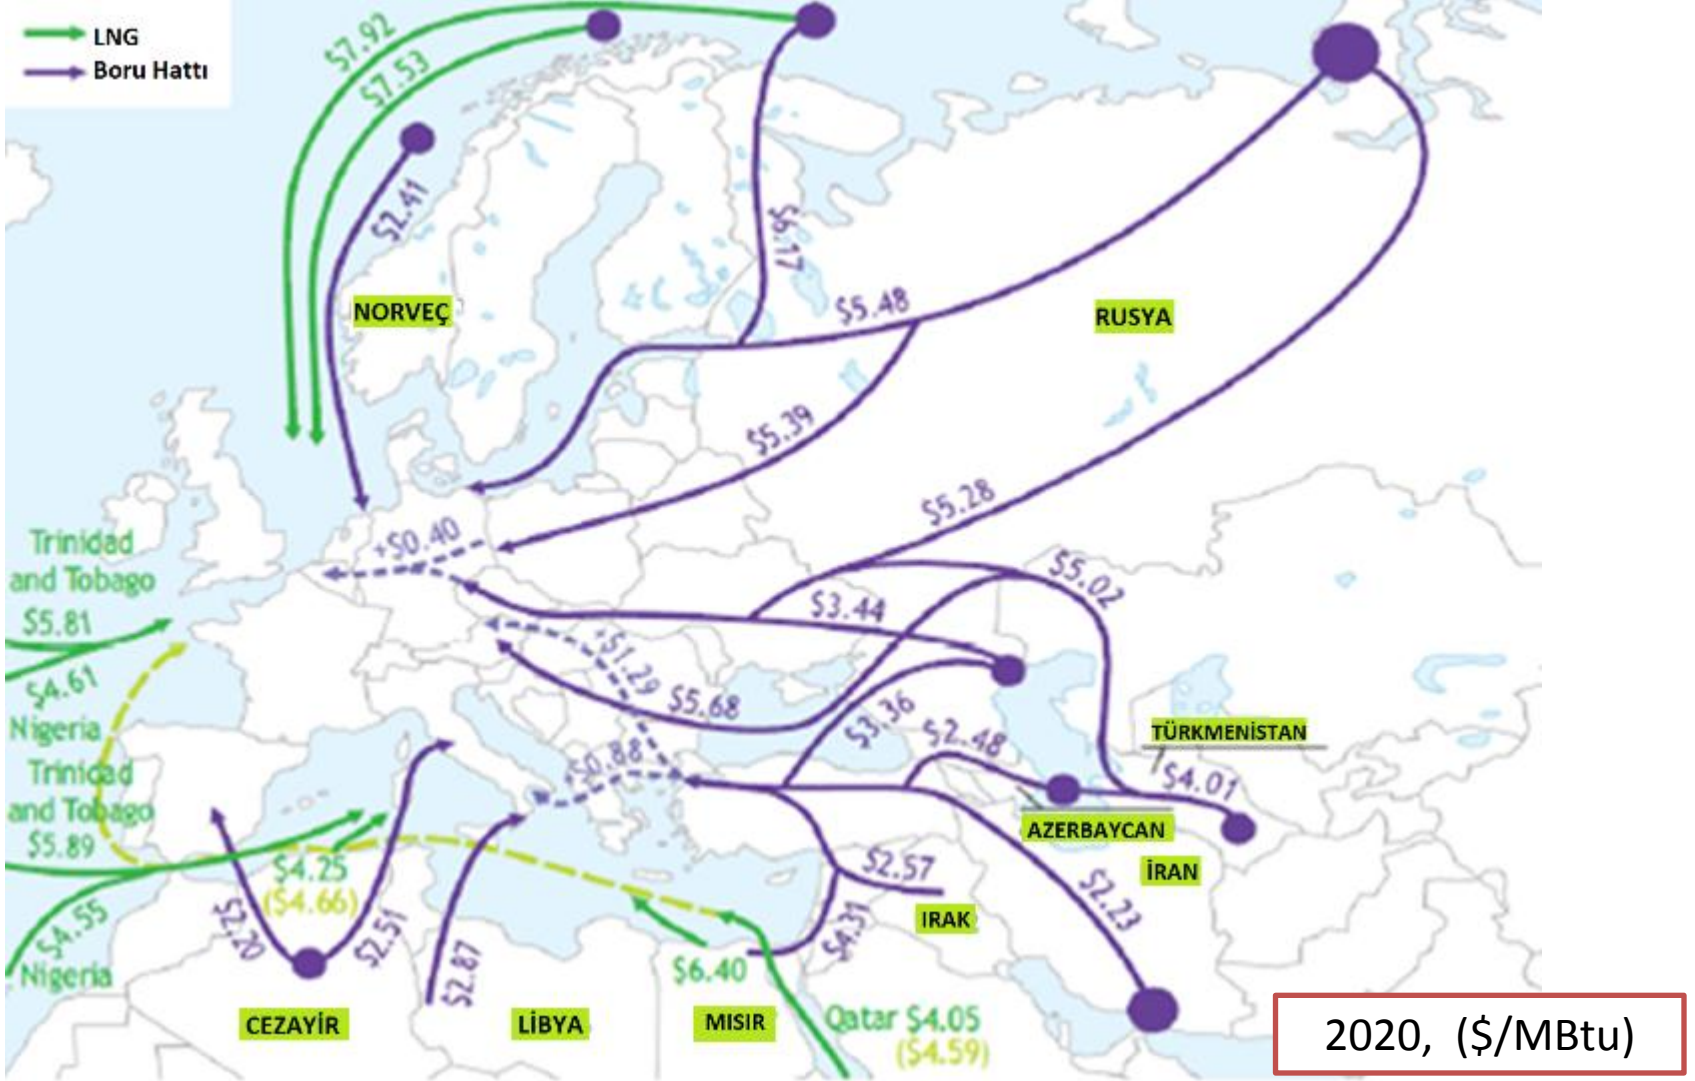 LNG
Boru Hattı
$7.92
$7.53
$2.41
$6.17
NORVEÇ
$5.48
RUSYA
$5.39
$5.28
+$0.40
Trinidad
and Tobago
$5.81
$4.61
Nigeria
Trinidad
and Tobago
$5.89
$5.02
$3.44
+$1.29
$5.68
$3.36
$2.48
+$0.88
TÜRKMENİSTAN
$4.01
AZERBAYCAN
İRAN
$4.25
($4.66)
$2.57
$2.23
IRAK
$4.31
$4.55
Nigeria
$2.20
$2.51
$2.87
$6.40
CEZAYİR
LİBYA
MISIR
Qatar $4.05
($4.59)
2020, ($/MBtu)